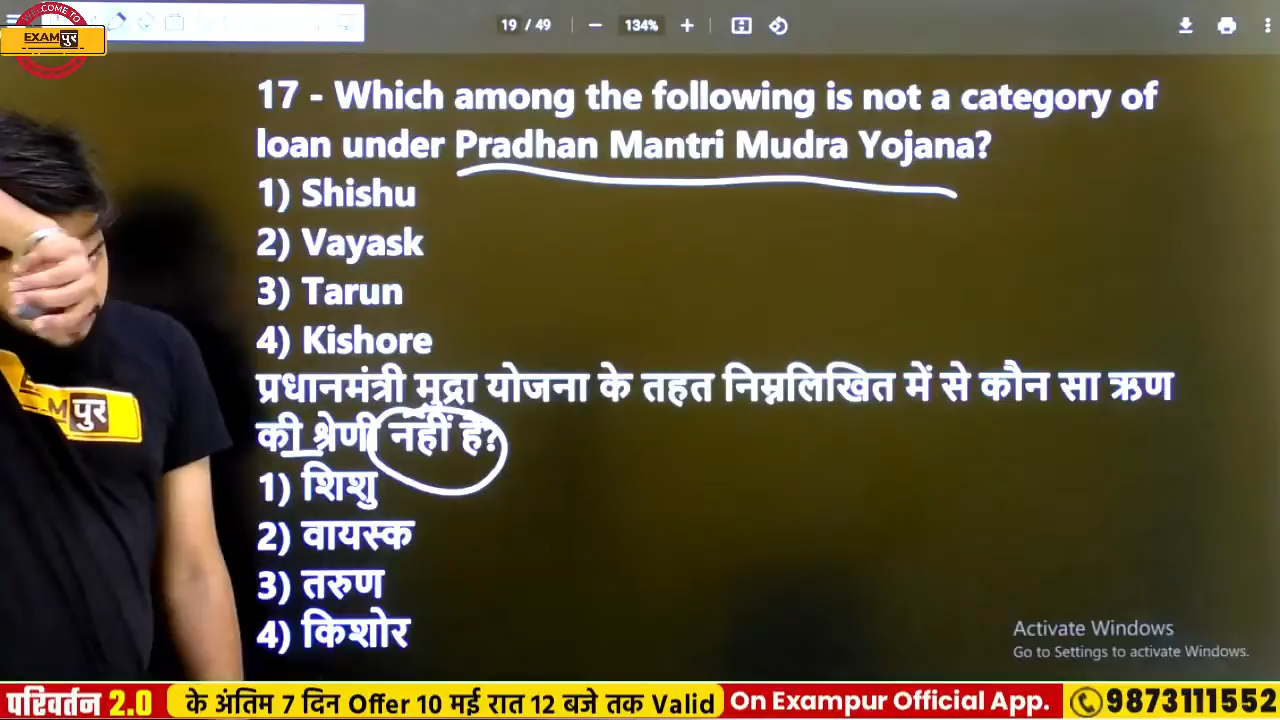 WELCOME TO
EXAMपुर
19 / 49
134%
17 - Which among the following is not a category of
loan under Pradhan Mantri Mudra Yojana?
1) Shishu
2) Vayask
3) Tarun
4) Kishore
प्रधानमंत्री मुद्रा योजना के तहत निम्नलिखित में से कौन सा ऋण
की श्रेणी नहीं है?
1) शिशु
2) वायस्क
3) तरुण
4) किशोर
Mपुर
Activate Windows
Go to Settings to activate Windows.
परिवर्तन 2.0 के अंतिम 7 दिन Offer 10 मई रात 12 बजे तक Valid On Exampur Official App. 9873111552